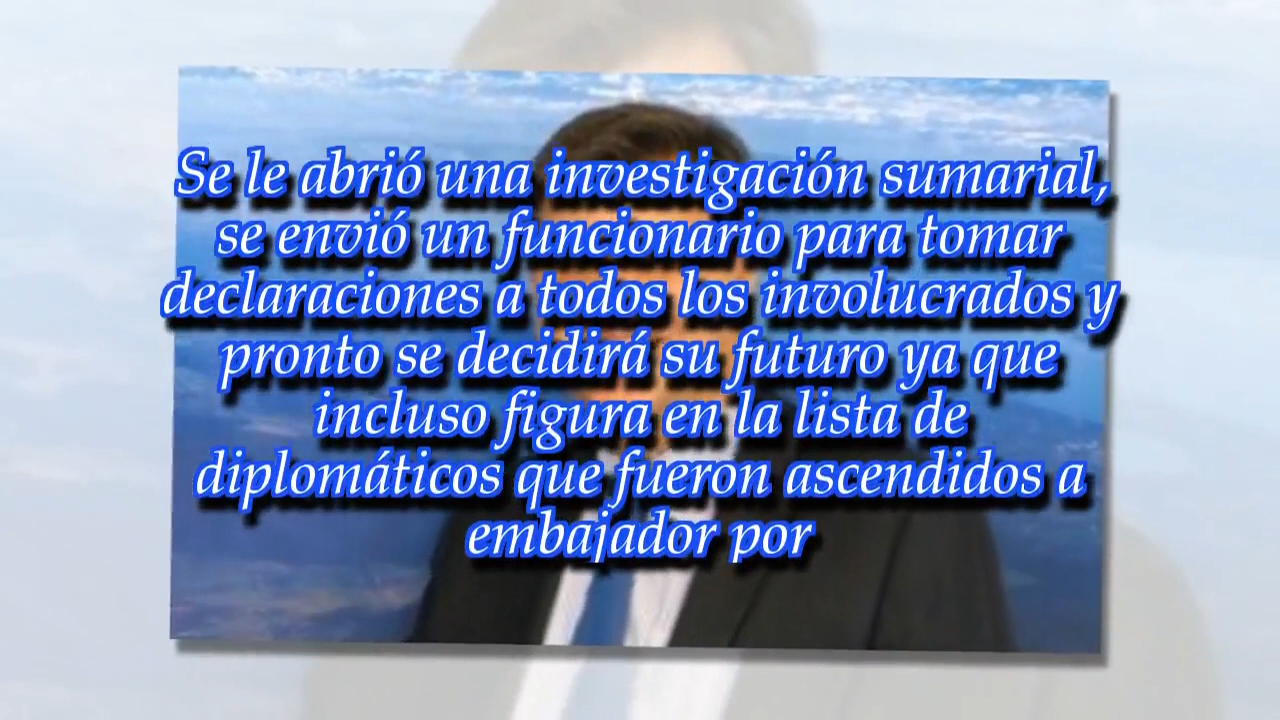 Se le abrió una investigación sumarial,
se envió un funcionario para tomar
declaraciones a todos los involucrados y
pronto se decidirá su futuro ya que
incluso figura en la lista de
diplomáticos que fueron ascendidos a
embajador por